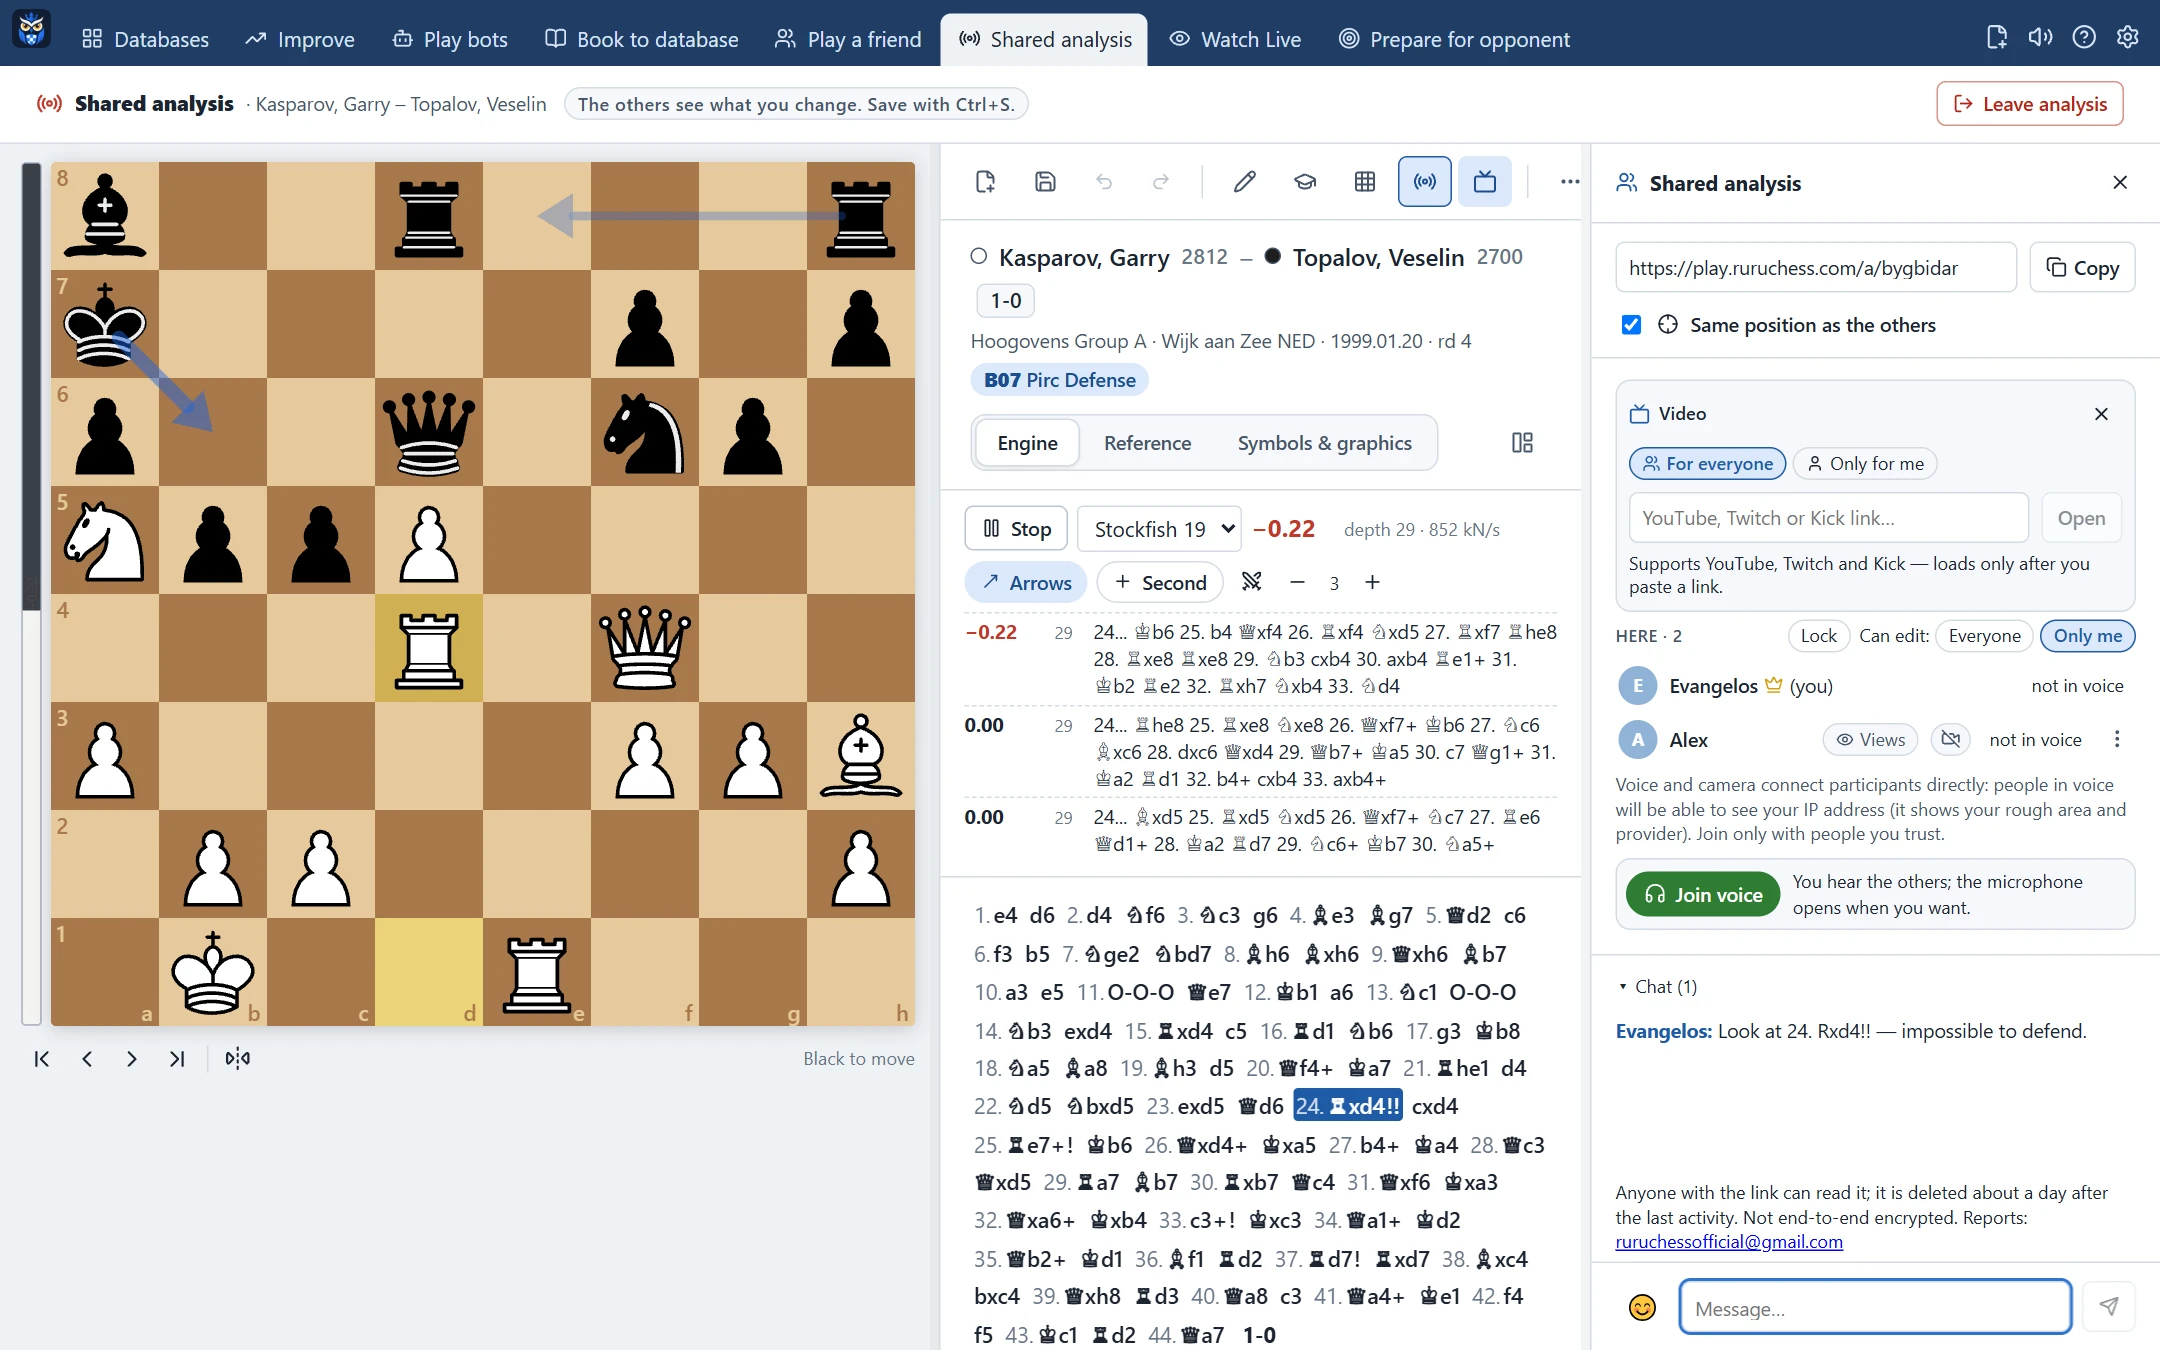 Databases
Improve
Play bots
Book to database
Play a friend
Shared analysis
Watch Live
Prepare for opponent
Shared analysis · Kasparov, Garry – Topalov, Veselin
The others see what you change. Save with Ctrl+S.
Leave analysis
8
7
6
5
4
3
2
1
a
b
c
d
e
f
g
h
Black to move
Kasparov, Garry 2812 – Topalov, Veselin 2700
1-0
Hoogovens Group A · Wijk aan Zee NED · 1999.01.20 · rd 4
B07 Pirc Defense
Engine
Reference
Symbols & graphics
Stop
Stockfish 19
−0.22
depth 29 · 852 kN/s
Arrows
Second
− 3 +
−0.22 29 24... ♔b6 25. b4 ♕xf4 26. ♖xf4 ♘xd5 27. ♖xf7 ♖he8
28. ♖xe8 ♖xe8 29. ♘b3 cxb4 30. axb4 ♖e1+ 31.
♔b2 ♖e2 32. ♖xh7 ♘xb4 33. ♘d4
0.00 29 24... ♖he8 25. ♖xe8 ♘xe8 26. ♕xf7+ ♔b6 27. ♘c6
♗xc6 28. dxc6 ♕xd4 29. ♕b7+ ♔a5 30. c7 ♕g1+ 31.
♔a2 ♖d1 32. b4+ cxb4 33. axb4+
0.00 29 24... ♗xd5 25. ♖xd5 ♘xd5 26. ♕xf7+ ♘c7 27. ♖e6
♕d1+ 28. ♔a2 ♖d7 29. ♘c6+ ♔b7 30. ♘a5+
1. e4 d6 2. d4 ♞f6 3. ♞c3 g6 4. ♝e3 ♝g7 5. ♛d2 c6
6. f3 b5 7. ♞ge2 ♞bd7 8. ♝h6 ♝xh6 9. ♛xh6 ♝b7
10. a3 e5 11. O-O-O ♛e7 12. ♚b1 a6 13. ♞c1 O-O-O
14. ♞b3 exd4 15. ♜xd4 c5 16. ♜d1 ♞b6 17. g3 ♚b8
18. ♞a5 ♝a8 19. ♝h3 d5 20. ♛f4+ ♚a7 21. ♜he1 d4
22. ♞d5 ♞bxd5 23. exd5 ♛d6 24. ♜xd4!! cxd4
25. ♜e7+! ♚b6 26. ♛xd4+ ♚xa5 27. b4+ ♚a4 28. ♛c3
♛xd5 29. ♜a7 ♝b7 30. ♜xb7 ♛c4 31. ♛xf6 ♚xa3
32. ♛xa6+ ♚xb4 33. c3+! ♚xc3 34. ♛a1+ ♚d2
35. ♛b2+ ♚d1 36. ♝f1 ♜d2 37. ♜d7! ♜xd7 38. ♝xc4
bxc4 39. ♛xh8 ♜d3 40. ♛a8 c3 41. ♛a4+ ♚e1 42. f4
f5 43. ♚c1 ♜d2 44. ♛a7 1-0
Shared analysis
https://play.ruruchess.com/a/bygbidar
Copy
Same position as the others
Video
For everyone
Only for me
YouTube, Twitch or Kick link...
Open
Supports YouTube, Twitch and Kick — loads only after you
paste a link.
HERE · 2
Lock
Can edit:
Everyone
Only me
E
Evangelos (you)
not in voice
A
Alex
Views
not in voice
Voice and camera connect participants directly: people in voice
will be able to see your IP address (it shows your rough area and
provider). Join only with people you trust.
Join voice
You hear the others; the microphone
opens when you want.
Chat (1)
Evangelos: Look at 24. Rxd4!! — impossible to defend.
Anyone with the link can read it; it is deleted about a day after
the last activity. Not end-to-end encrypted. Reports:
ruruchessofficial@gmail.com
Message...